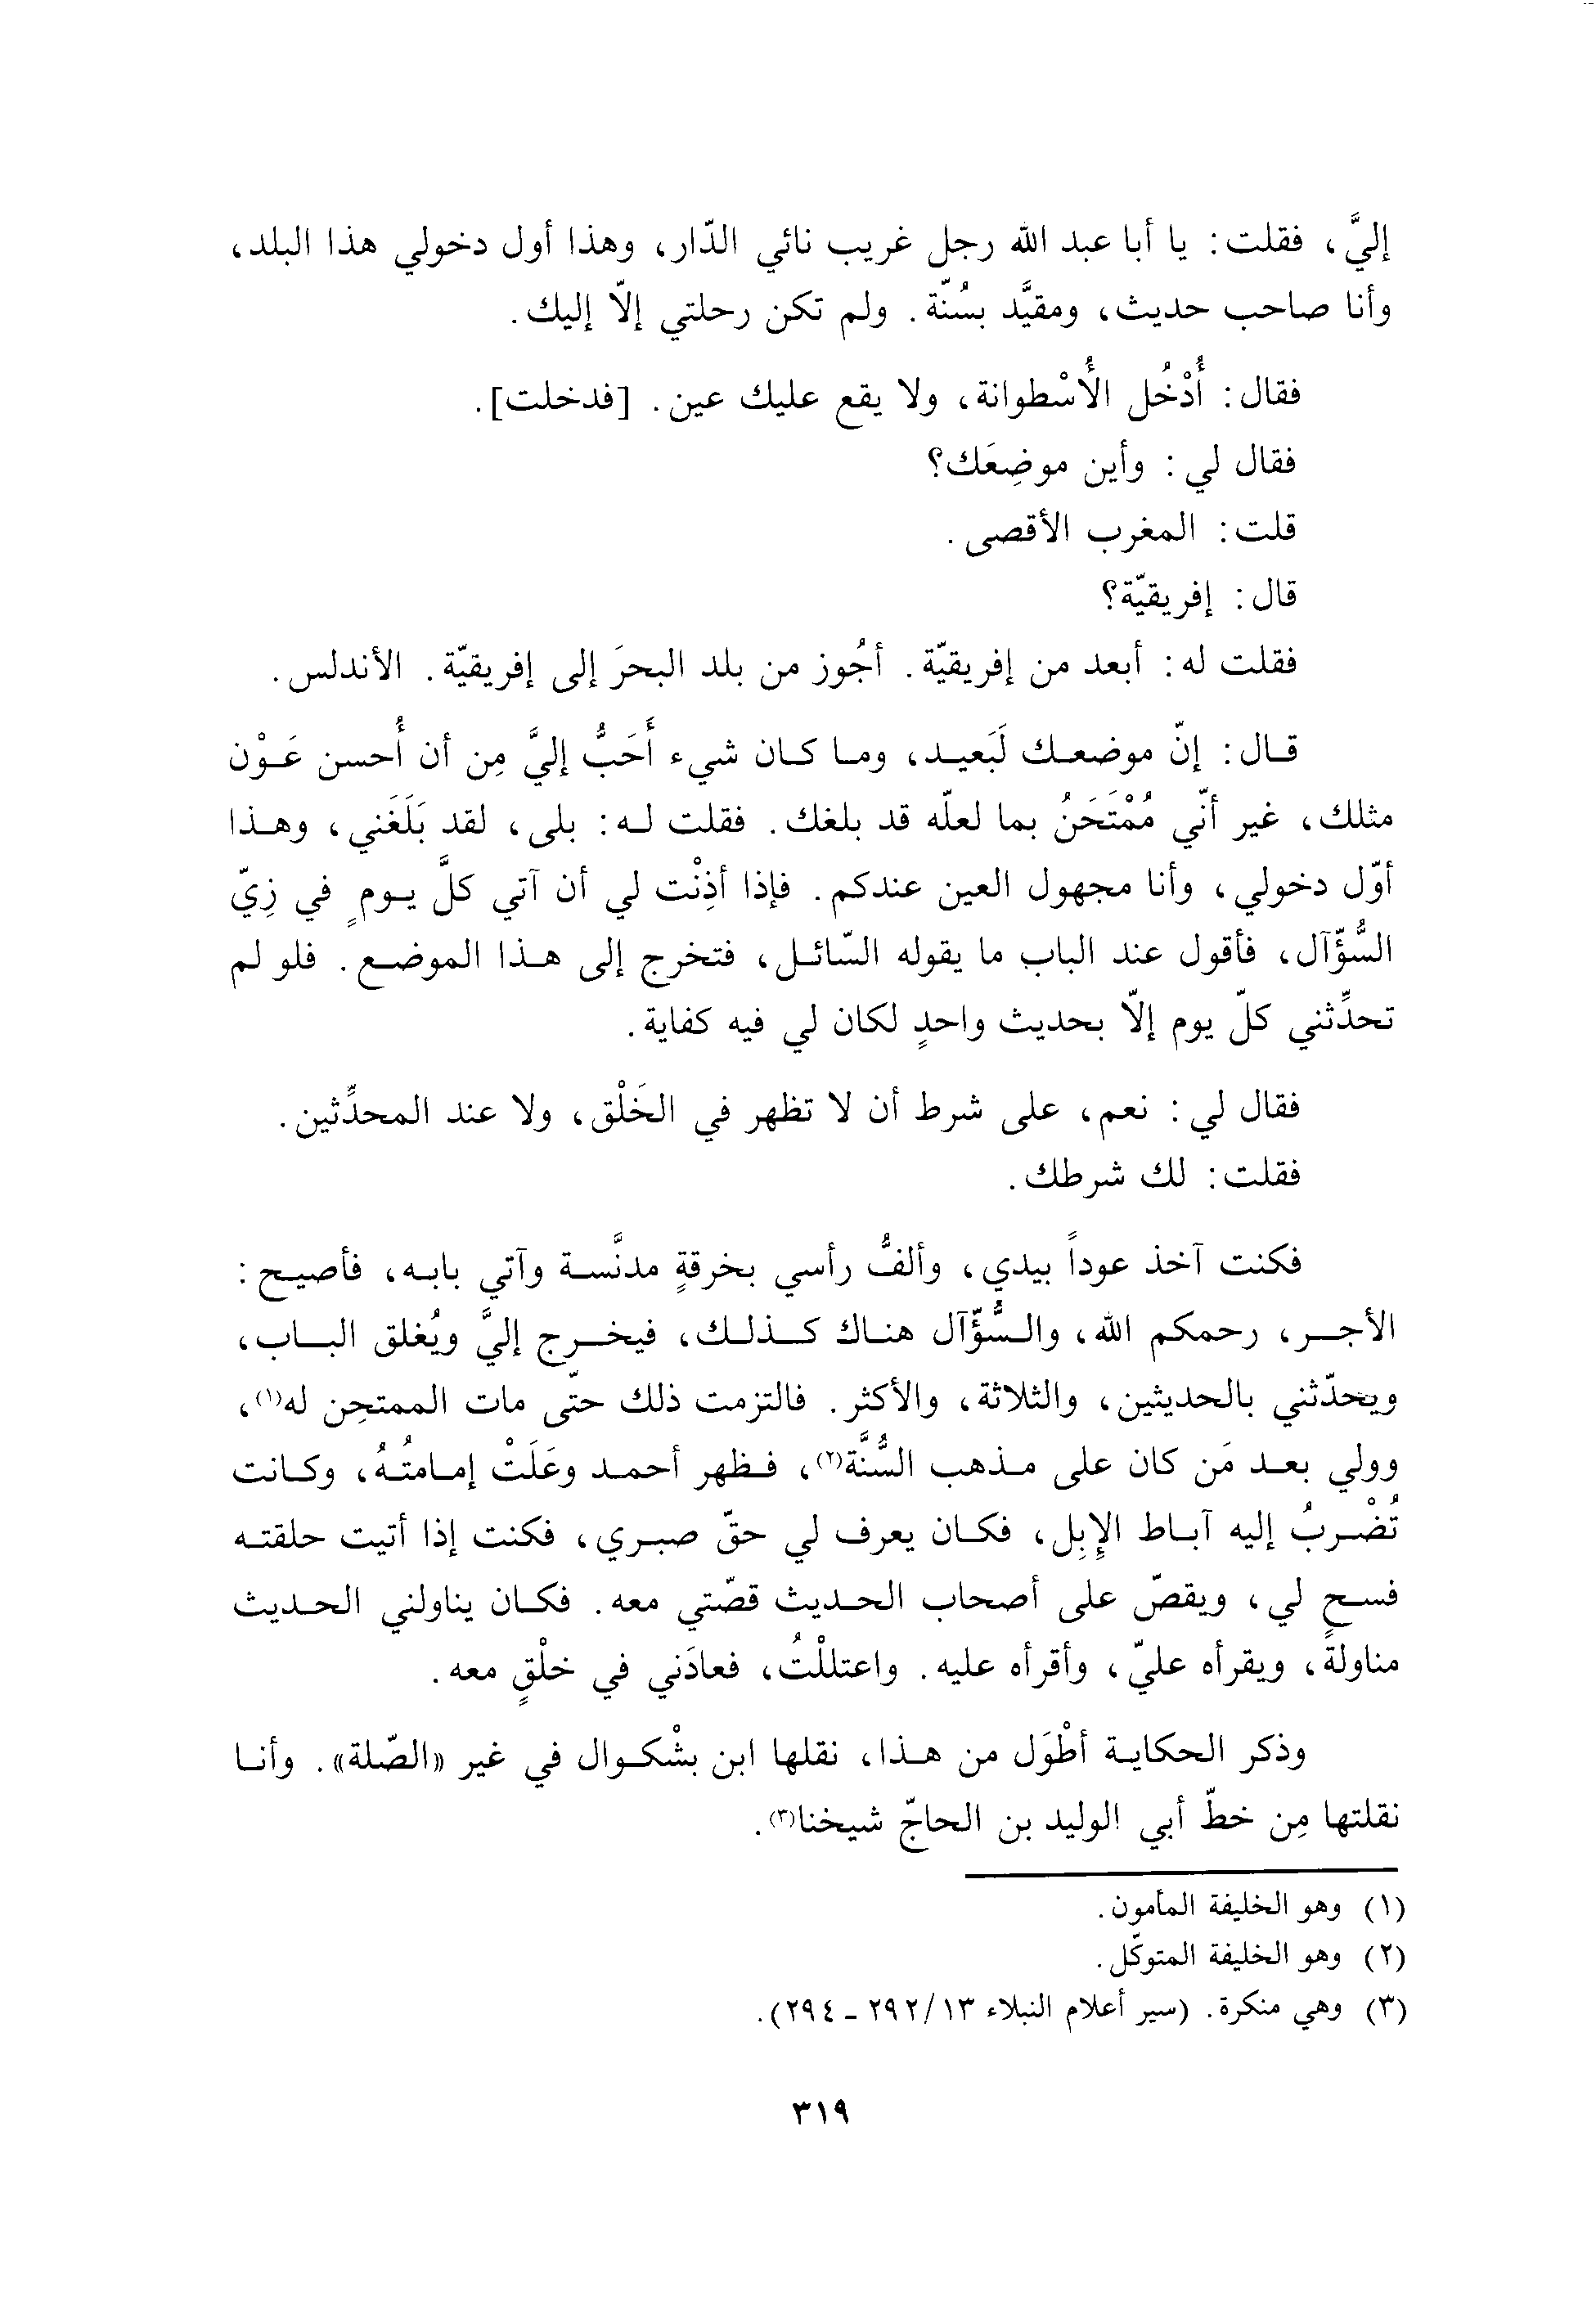 إليَّ، فقلت: يا أبا عبد الله رجل غريب نائي الدّار، وهذا أول دخولي هذا البلد،
وأنا صاحب حديث، ومقيَّد بسُنّة. ولم تكن رحلتي إلاّ إليك.
فقال: أُدْخُل الأُسْطوانة، ولا يقع عليك عين. [فدخلت].
فقال لي: وأين موضِعَك؟
قلت: المغرب الأقصى.
قال: إفريقيّة؟
فقلت له: أبعد من إفريقيّة. أجُوز من بلد البحرَ إلى إفريقيّة. الأندلس.
قال: إنّ موضعك لَبَعيد، وما كان شيء أَحَبُّ إليَّ مِن أن أُحسن عَوْن
مثلك، غير أنّي مُمْتَحَنُ بما لعلّه قد بلغك. فقلت له: بلى، لقد بَلَغَني، وهذا
أوّل دخولي، وأنا مجهول العين عندكم. فإذا أذِنْت لي أن آتي كلَّ يومٍ في زِيّ
السُّؤّآل، فأقول عند الباب ما يقوله السّائل، فتخرج إلى هذا الموضع. فلو لم
تحدِّثني كلّ يوم إلاّ بحديث واحدٍ لكان لي فيه كفاية.
فقال لي: نعم، على شرط أن لا تظهر في الخَلْق، ولا عند المحدِّثين.
فقلت: لك شرطك.
فكنت آخذ عوداً بيدي، وألفُّ رأسي بخرقةٍ مدنَّسة وآتي بابه، فأصيح:
الأجر، رحمكم الله، والسُّؤّآل هناك كذلك، فيخرج إليَّ ويُغلق الباب،
ويحدّثني بالحديثين، والثلاثة، والأكثر. فالتزمت ذلك حتّى مات الممتحِن له(١)،
وولي بعد مَن كان على مذهب السُّنَّة(٢)، فظهر أحمد وعَلَتْ إمامتُهُ، وكانت
تُضْربُ إليه آباط الإِبِل، فكان يعرف لي حقّ صبري، فكنت إذا أتيت حلقته
فسح لي، ويقصّ على أصحاب الحديث قصّتي معه. فكان يناولني الحديث
مناولةً، ويقرأه عليّ، وأقرأه عليه. واعتللْتُ، فعادَني في خلْقٍ معه.
وذكر الحكاية أطْوَل من هذا، نقلها ابن بشْكوال في غير «الصّلة». وأنا
نقلتها مِن خطّ أبي الوليد بن الحاجّ شيخنا(٣).
(١) وهو الخليفة المأمون.
(٢) وهو الخليفة المتوكّل.
(٣) وهي منكرة. (سير أعلام النبلاء ٢٩٢/١٣ - ٢٩٤).
٣١٩